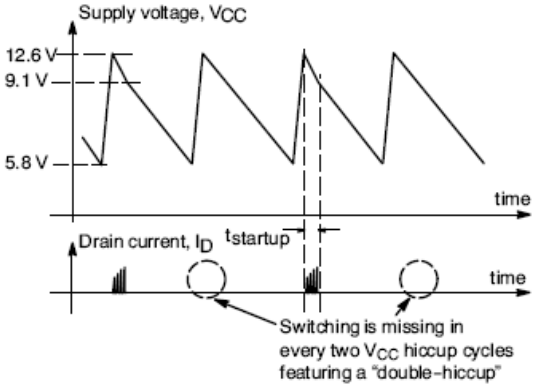 Supply voltage, VCC
12.6 V
9.1 V
5.8 V
time
Drain current, ID
tstartup
time
Switching is missing in
every two VCC hiccup cycles
featuring a “double−hiccup”